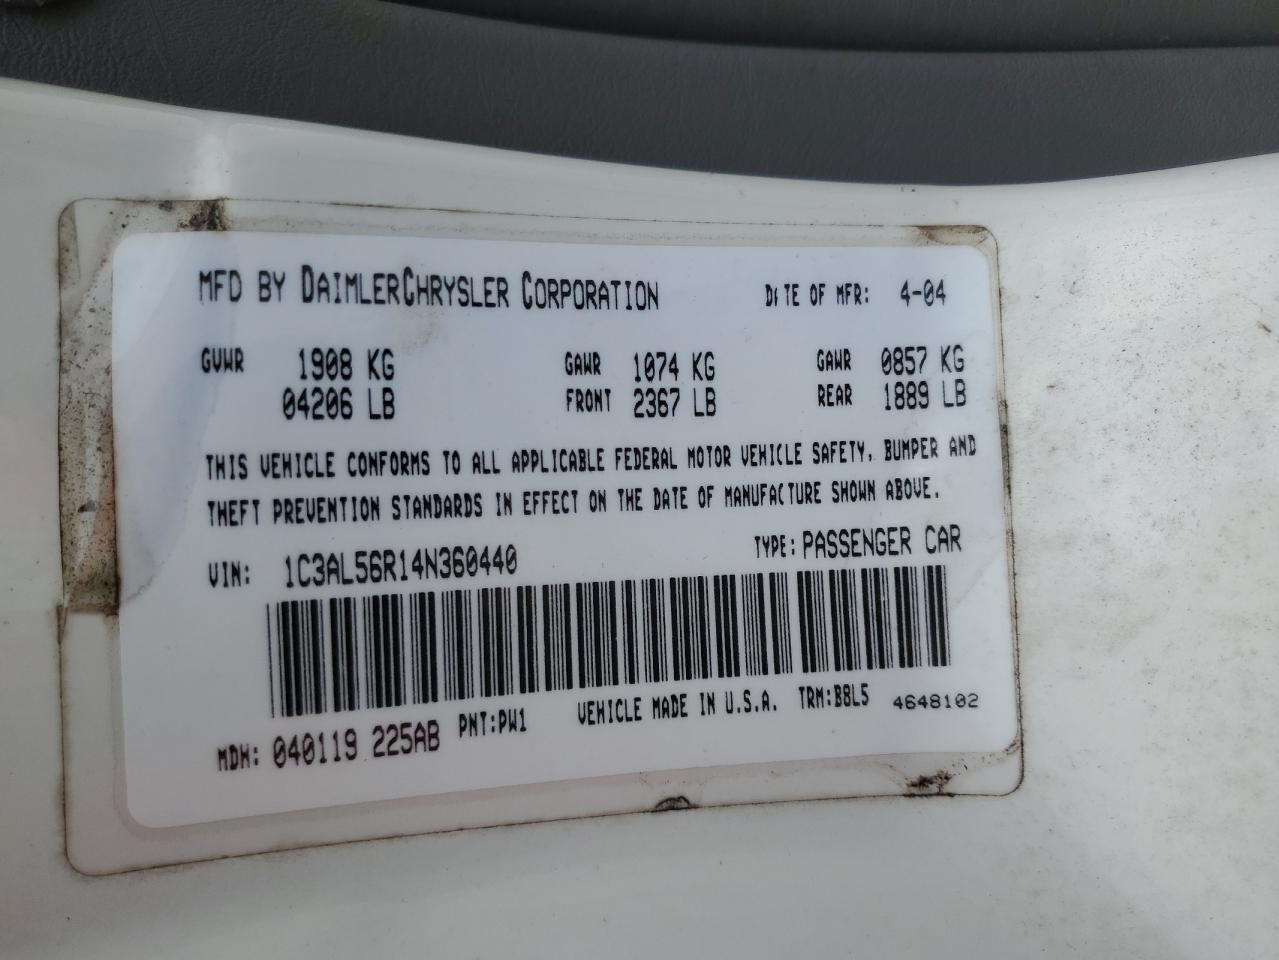 MFD BY DAIMLERCHRYSLER CORPORATION DATE OF MFR: 4-04
GVWR 1908 KG GAWR 1074 KG GAWR 0857 KG
04206 LB FRONT 2367 LB REAR 1889 LB
THIS VEHICLE CONFORMS TO ALL APPLICABLE FEDERAL MOTOR VEHICLE SAFETY, BUMPER AND
THEFT PREVENTION STANDARDS IN EFFECT ON THE DATE OF MANUFACTURE SHOWN ABOVE.
VIN: 1C3AL56R14N360440 TYPE: PASSENGER CAR
MDH: 040119 225AB PNT:PW1 VEHICLE MADE IN U.S.A. TRM:B8L5 4648102